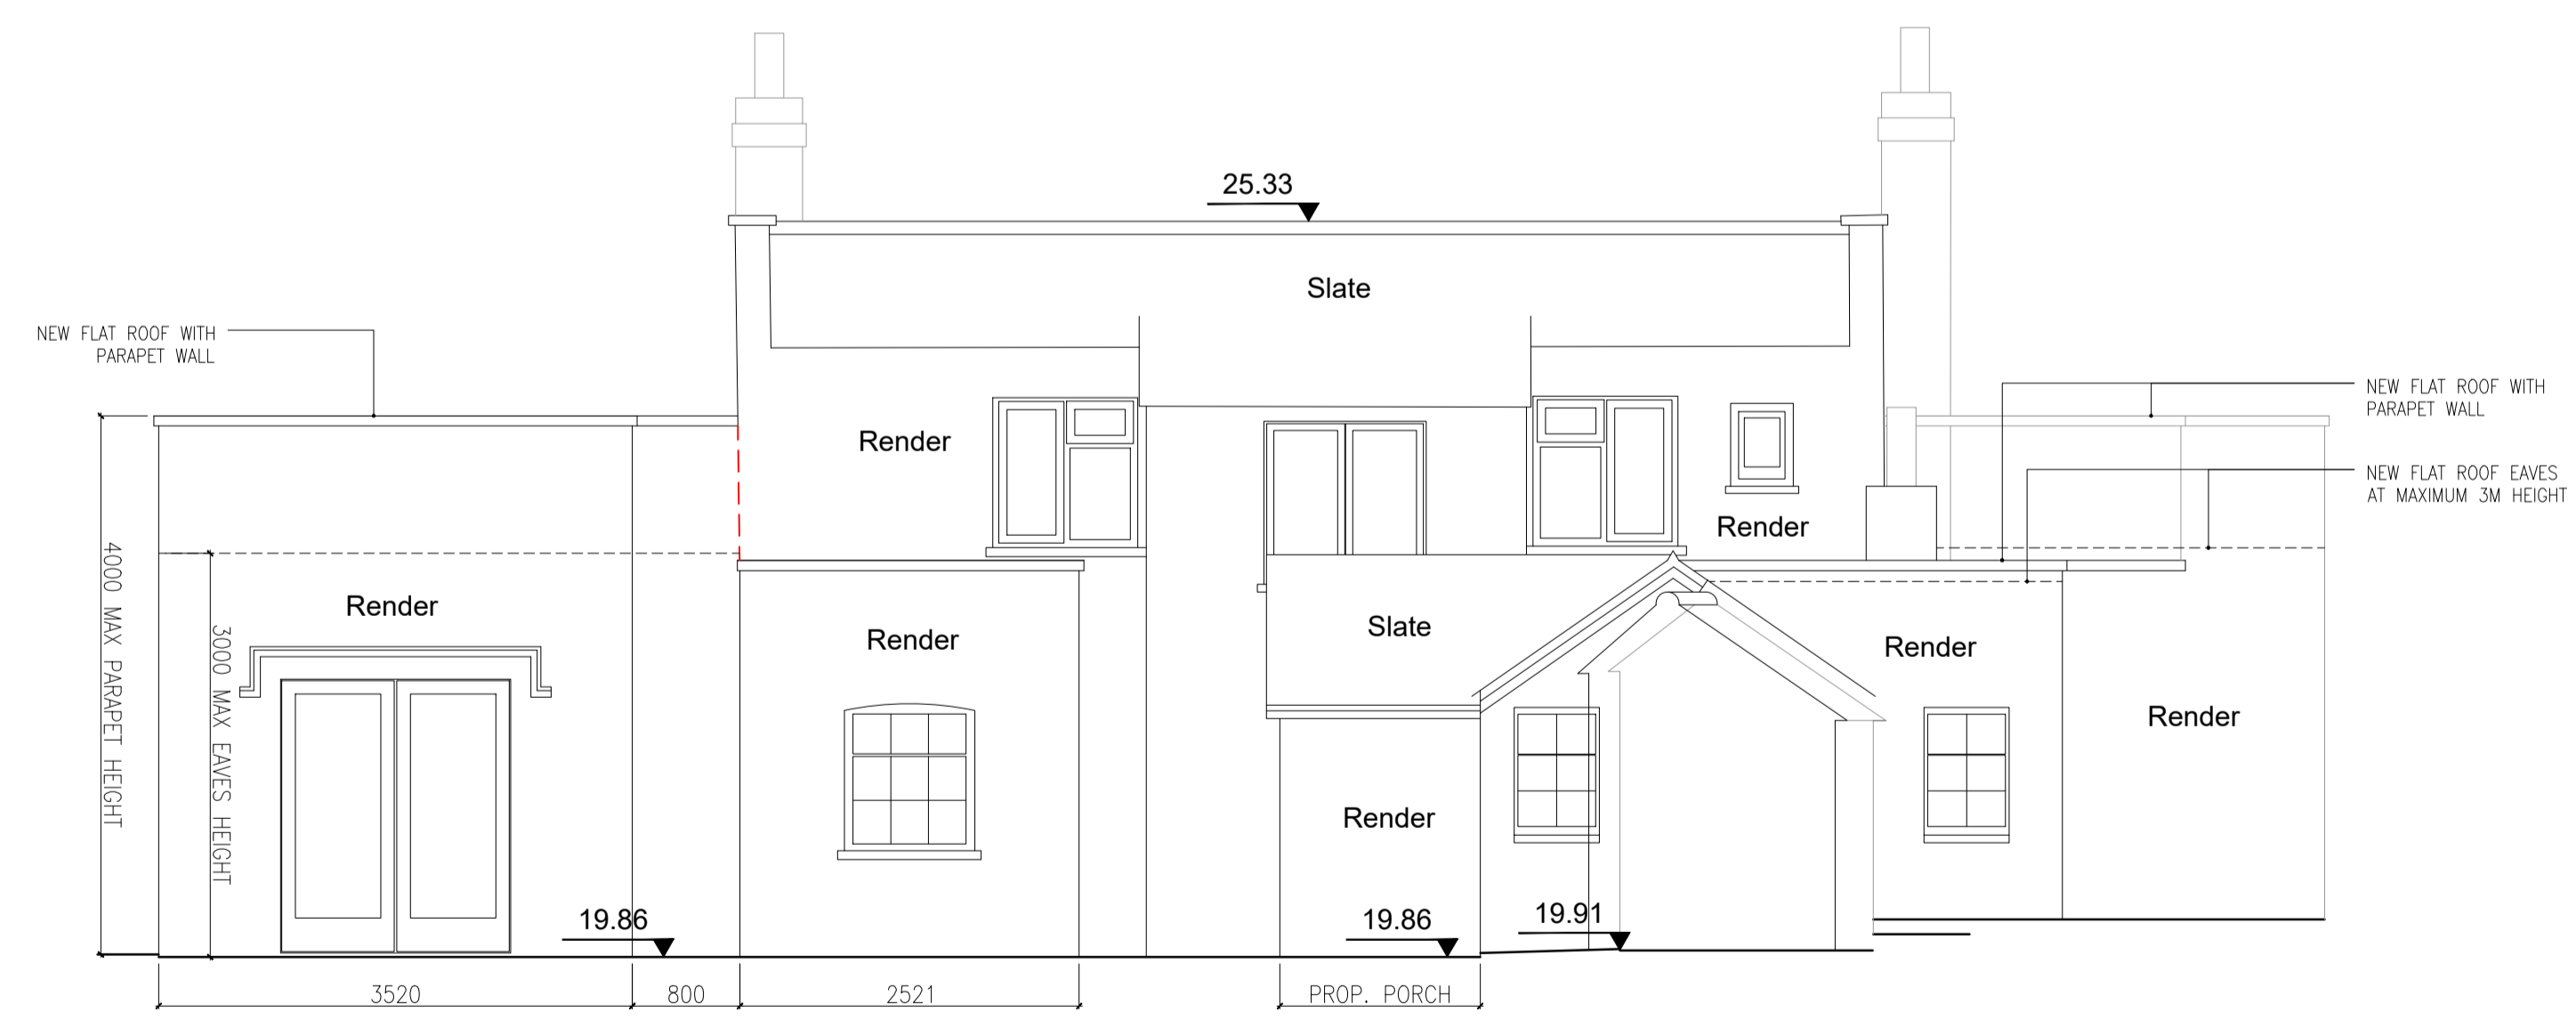 25.33
Slate
NEW FLAT ROOF WITH
PARAPET WALL
NEW FLAT ROOF WITH
PARAPET WALL
Render
NEW FLAT ROOF EAVES
AT MAXIMUM 3M HEIGHT
Render
4000 MAX PARAPET HEIGHT
3000 MAX EAVES HEIGHT
Render
Render
Slate
Render
Render
Render
19.86
19.86
19.91
3520
800
2521
PROP. PORCH